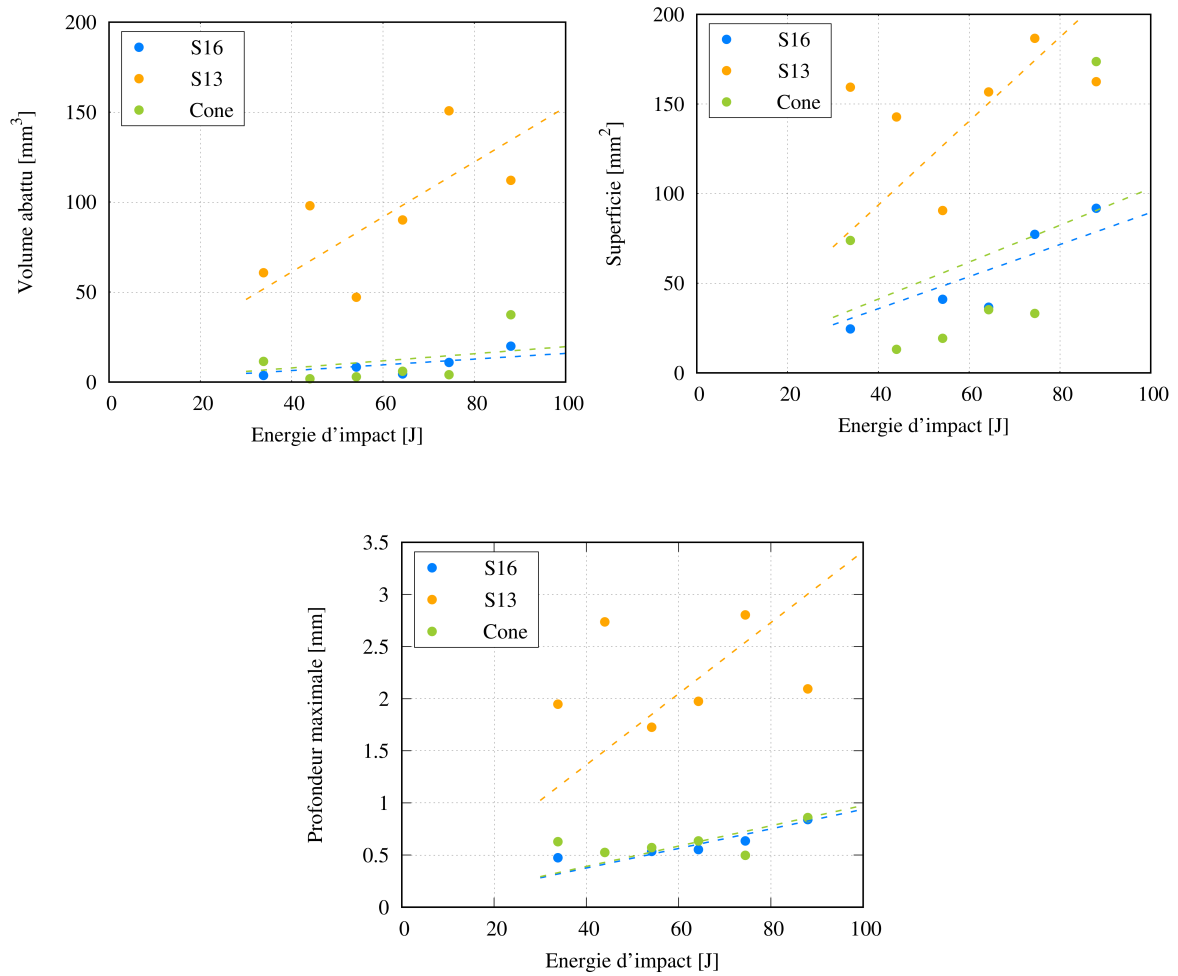 200
150
100
50
0
Volume abattu [mm³]
S16
S13
Cone
0 20 40 60 80 100
Energie d’impact [J]
200
150
100
50
0
Superficie [mm²]
S16
S13
Cone
0 20 40 60 80 100
Energie d’impact [J]
3.5
3
2.5
2
1.5
1
0.5
0
Profondeur maximale [mm]
S16
S13
Cone
0 20 40 60 80 100
Energie d’impact [J]